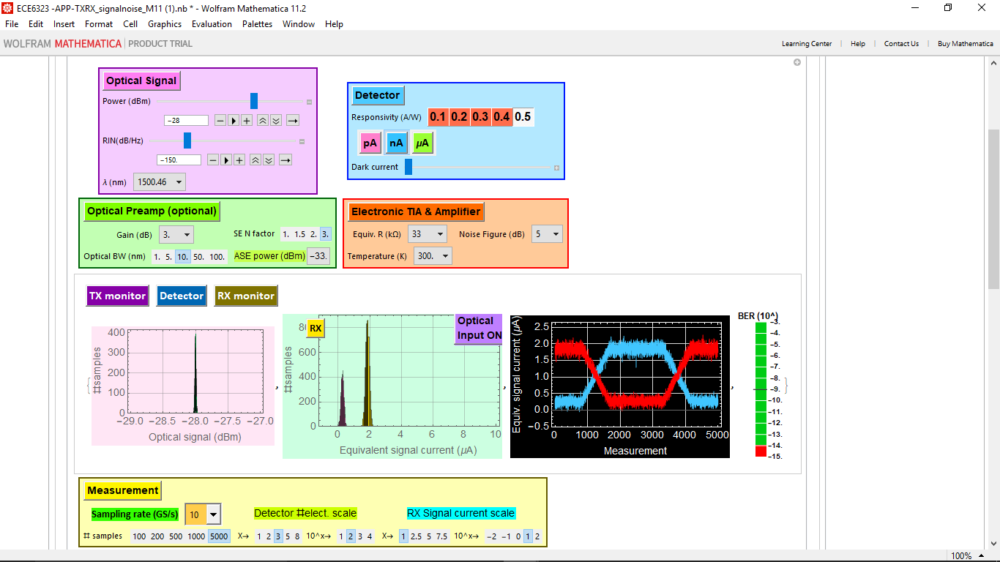 ECE6323 -APP-TXRX_signalnoise_M11 (1).nb * - Wolfram Mathematica 11.2
File Edit Insert Format Cell Graphics Evaluation Palettes Window Help
WOLFRAM MATHEMATICA | PRODUCT TRIAL Learning Center Help Contact Us Buy Mathematica
Optical Signal
Power (dBm)
-28
RIN(dB/Hz)
-150.
λ (nm) 1500.46
Detector
Responsivity (A/W) 0.1 0.2 0.3 0.4 0.5
pA nA μA
Dark current
Optical Preamp (optional)
Gain (dB) 3. SE N factor 1. 1.5 2. 3.
Optical BW (nm) 1. 5. 10. 50. 100. ASE power (dBm) -33.
Electronic TIA & Amplifier
Equiv. R (kΩ) 33 Noise Figure (dB) 5
Temperature (K) 300.
TX monitor Detector RX monitor
{
#samples
400
300
200
100
0
-29.0 -28.5 -28.0 -27.5 -27.0
Optical signal (dBm)
,
RX
Optical
Input ON
#samples
600
400
200
0
0 2 4 6 8 10
Equivalent signal current (μA)
,
Equiv. signal current (μA)
2.5
2.0
1.5
1.0
0.5
0.0
-0.5
0 1000 2000 3000 4000 5000
Measurement
,
BER (10^)
-3.
-4.
-5.
-6.
-7.
-8.
-9.
-10.
-11.
-12.
-13.
-14.
-15.
}
Measurement
Sampling rate (GS/s) 10 Detector #elect. scale RX Signal current scale
# samples 100 200 500 1000 5000 X→ 1 2 3 5 8 10^x→ 1 2 3 4 X→ 1 2.5 5 7.5 10^x→ -2 -1 0 1 2
100%